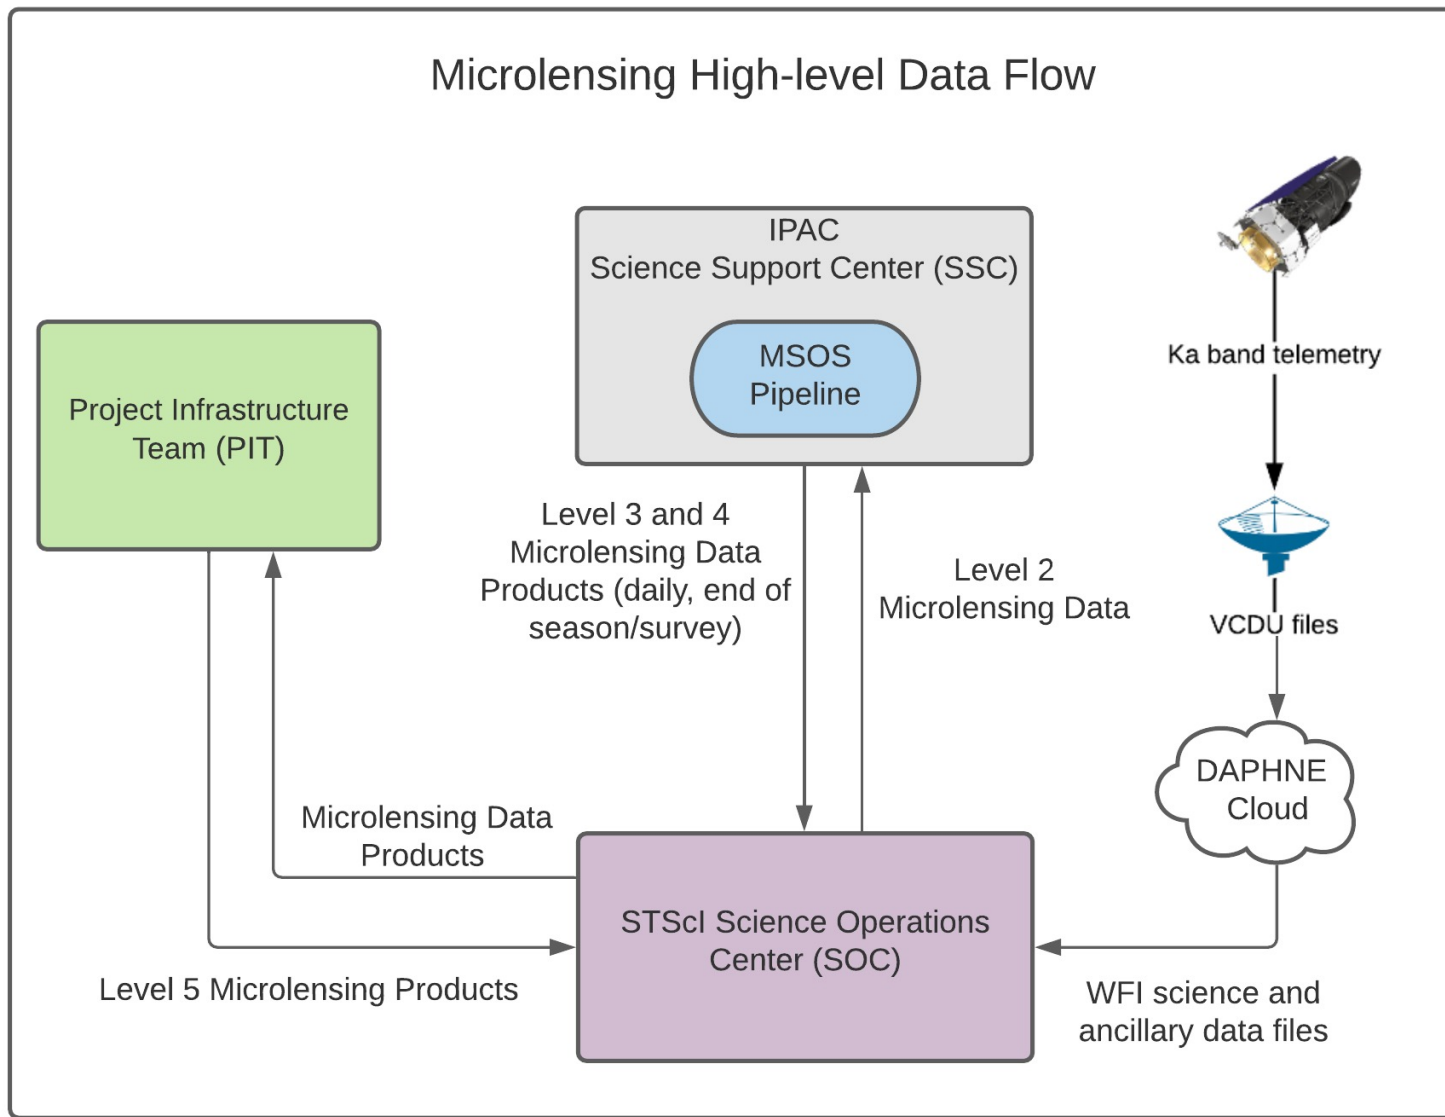 Microlensing High-level Data Flow
IPAC
Science Support Center (SSC)
MSOS
Pipeline
Ka band telemetry
Project Infrastructure
Team (PIT)
Level 3 and 4
Microlensing Data
Products (daily, end of
season/survey)
Level 2
Microlensing Data
VCDU files
DAPHNE
Cloud
Microlensing Data
Products
STScI Science Operations
Center (SOC)
Level 5 Microlensing Products
WFI science and
ancillary data files